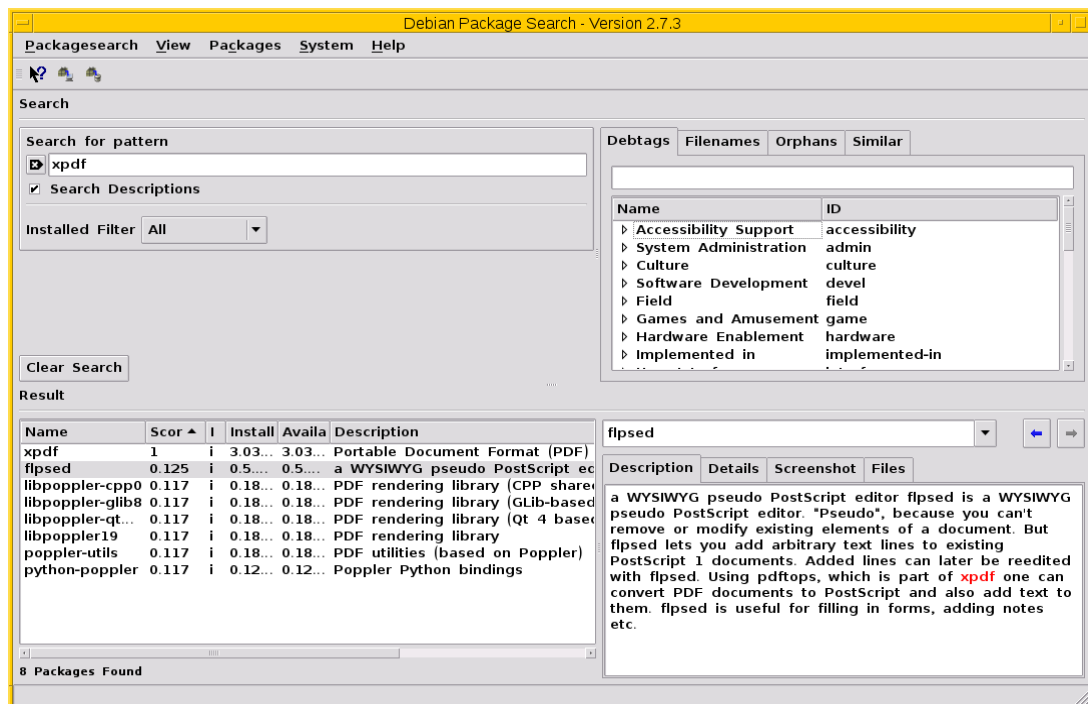 Debian Package Search - Version 2.7.3
Packagesearch View Packages System Help
Search
Search for pattern
xpdf
Search Descriptions
Installed Filter All
Clear Search
Debtags Filenames Orphans Similar
Name ID
Accessibility Support accessibility
System Administration admin
Culture culture
Software Development devel
Field field
Games and Amusement game
Hardware Enablement hardware
Implemented in implemented-in
Result
Name Scor I Install Availa Description
xpdf 1 i 3.03... 3.03... Portable Document Format (PDF)
flpsed 0.125 i 0.5.... 0.5.... a WYSIWYG pseudo PostScript ec
libpoppler-cpp0 0.117 i 0.18... 0.18... PDF rendering library (CPP share
libpoppler-glib8 0.117 i 0.18... 0.18... PDF rendering library (GLib-based
libpoppler-qt... 0.117 i 0.18... 0.18... PDF rendering library (Qt 4 based
libpoppler19 0.117 i 0.18... 0.18... PDF rendering library
poppler-utils 0.117 i 0.18... 0.18... PDF utilities (based on Poppler)
python-poppler 0.117 i 0.12... 0.12... Poppler Python bindings
8 Packages Found
flpsed
Description Details Screenshot Files
a WYSIWYG pseudo PostScript editor flpsed is a WYSIWYG
pseudo PostScript editor. "Pseudo", because you can't
remove or modify existing elements of a document. But
flpsed lets you add arbitrary text lines to existing
PostScript 1 documents. Added lines can later be reedited
with flpsed. Using pdftops, which is part of xpdf one can
convert PDF documents to PostScript and also add text to
them. flpsed is useful for filling in forms, adding notes
etc.